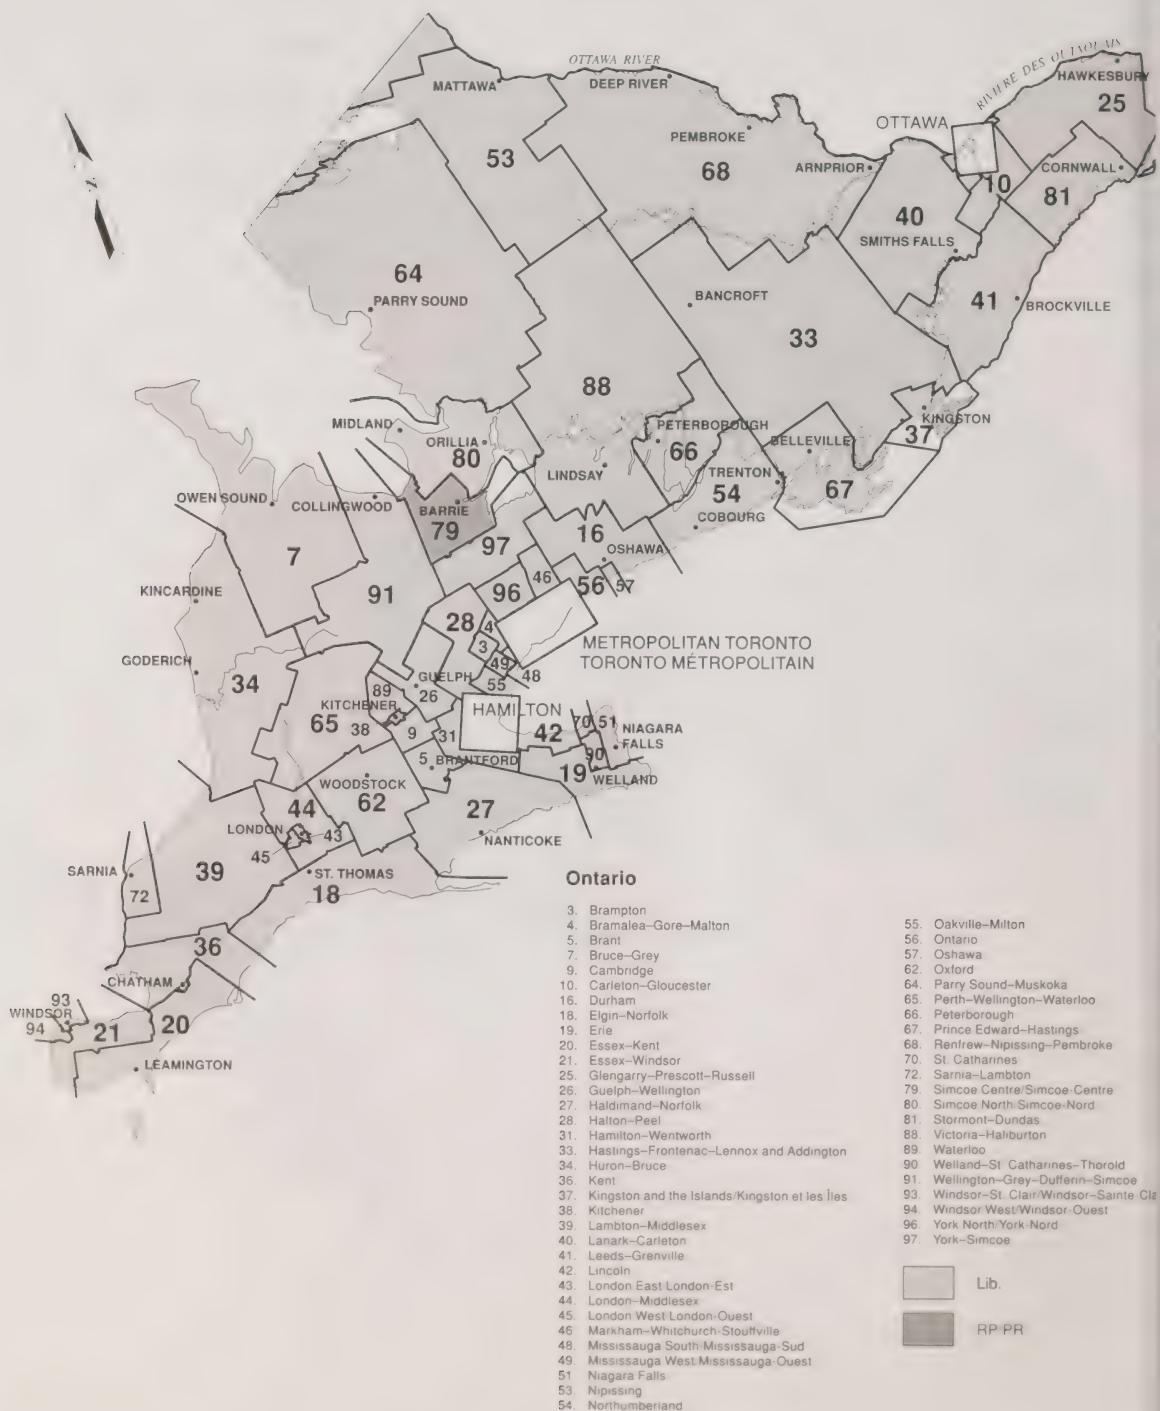 OTTAWA RIVER
MATTAWA
DEEP RIVER
HAWKESBURY
25
OTTAWA
PEMBROKE
53
68
ARNPRIOR
10
CORNWALL
81
40
SMITHS FALLS
64
PARRY SOUND
BANCROFT
41
BROCKVILLE
33
88
MIDLAND
ORILLIA
80
PETERBOROUGH
66
KINGSTON
37
BELLEVILLE
LINDSAY
TRENTON
54
67
OWEN SOUND
COLLINGWOOD
BARRIE
79
COBOURG
97
16
OSHAWA
7
KINCARDINE
91
96
46
56
57
28
4
3
METROPOLITAN TORONTO
TORONTO MÉTROPOLITAIN
GODERICH
34
49
48
GUELPH
55
89
26
KITCHENER
65
38
9
31
HAMILTON
42
70
51
NIAGARA
FALLS
90
5
BRANTFORD
19
WELLAND
WOODSTOCK
62
44
27
LONDON
43
NANTICOKE
45
SARNIA
72
39
ST. THOMAS
18
36
CHATHAM
93
WINDSOR
94
21
20
LEAMINGTON
Ontario
3. Brampton
4. Bramalea–Gore–Malton
5. Brant
7. Bruce–Grey
9. Cambridge
10. Carleton–Gloucester
16. Durham
18. Elgin–Norfolk
19. Erie
20. Essex–Kent
21. Essex–Windsor
25. Glengarry–Prescott–Russell
26. Guelph–Wellington
27. Haldimand–Norfolk
28. Halton–Peel
31. Hamilton–Wentworth
33. Hastings–Frontenac–Lennox and Addington
34. Huron–Bruce
36. Kent
37. Kingston and the Islands/Kingston et les Îles
38. Kitchener
39. Lambton–Middlesex
40. Lanark–Carleton
41. Leeds–Grenville
42. Lincoln
43. London East London-Est
44. London–Middlesex
45. London West London-Ouest
46 Markham–Whitchurch-Stouffville
48. Mississauga South Mississauga-Sud
49. Mississauga West Mississauga-Ouest
51 Niagara Falls
53. Nipissing
54. Northumberland
55. Oakville–Milton
56. Ontario
57. Oshawa
62. Oxford
64. Parry Sound–Muskoka
65. Perth–Wellington–Waterloo
66. Peterborough
67. Prince Edward–Hastings
68. Renfrew–Nipissing–Pembroke
70. St. Catharines
72. Sarnia–Lambton
79. Simcoe Centre/Simcoe-Centre
80. Simcoe North Simcoe-Nord
81. Stormont–Dundas
88. Victoria–Haliburton
89. Waterloo
90 Welland–St. Catharines–Thorold
91. Wellington–Grey–Dufferin–Simcoe
93. Windsor–St. Clair/Windsor–Sainte Cla
94. Windsor West/Windsor-Ouest
96. York North/York-Nord
97. York–Simcoe
Lib.
RP PR